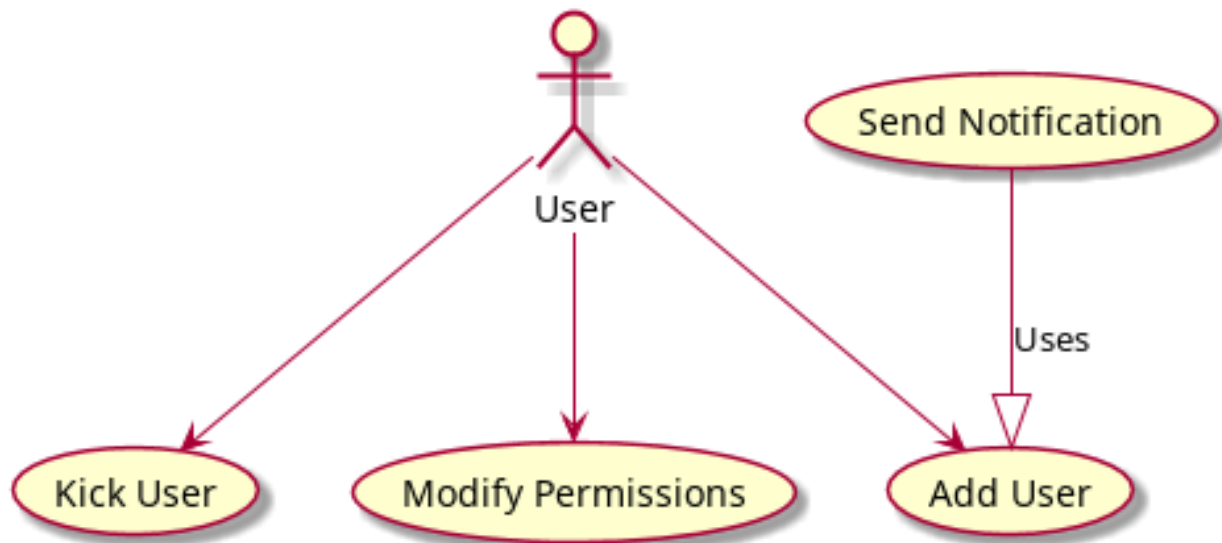 Send Notification
User
Uses
Kick User
Modify Permissions
Add User